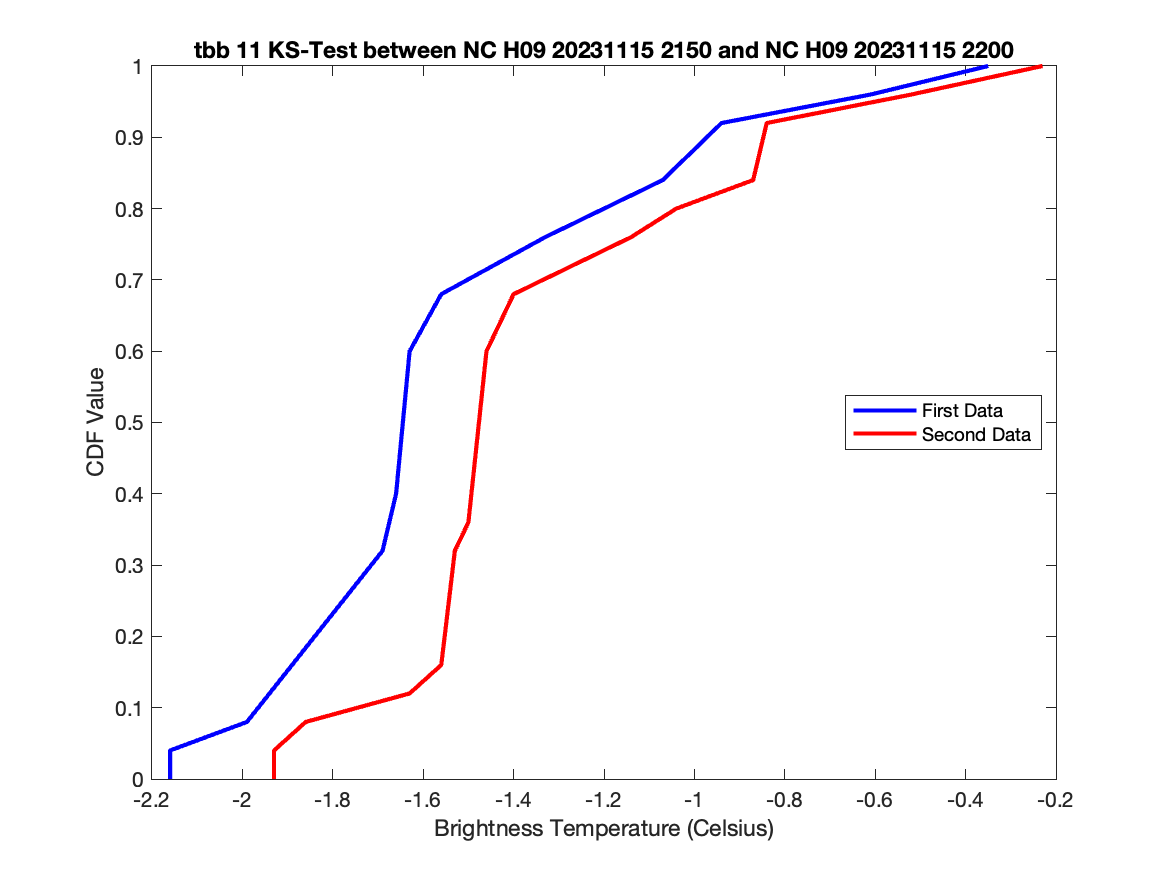 tbb 11 KS-Test between NC H09 20231115 2150 and NC H09 20231115 2200
1
0.9
0.8
0.7
0.6
0.5
0.4
0.3
0.2
0.1
0
CDF Value
First Data
Second Data
-2.2 -2 -1.8 -1.6 -1.4 -1.2 -1 -0.8 -0.6 -0.4 -0.2
Brightness Temperature (Celsius)